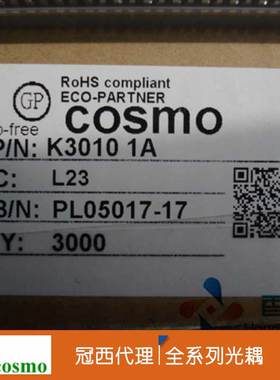 RoHS compliant
GP
ECO-PARTNER
o-free
cosmo
P/N: K3010 1A
C: L23
B/N: PL05017-17
Y: 3000
cosmo
冠西代理 全系列光耦